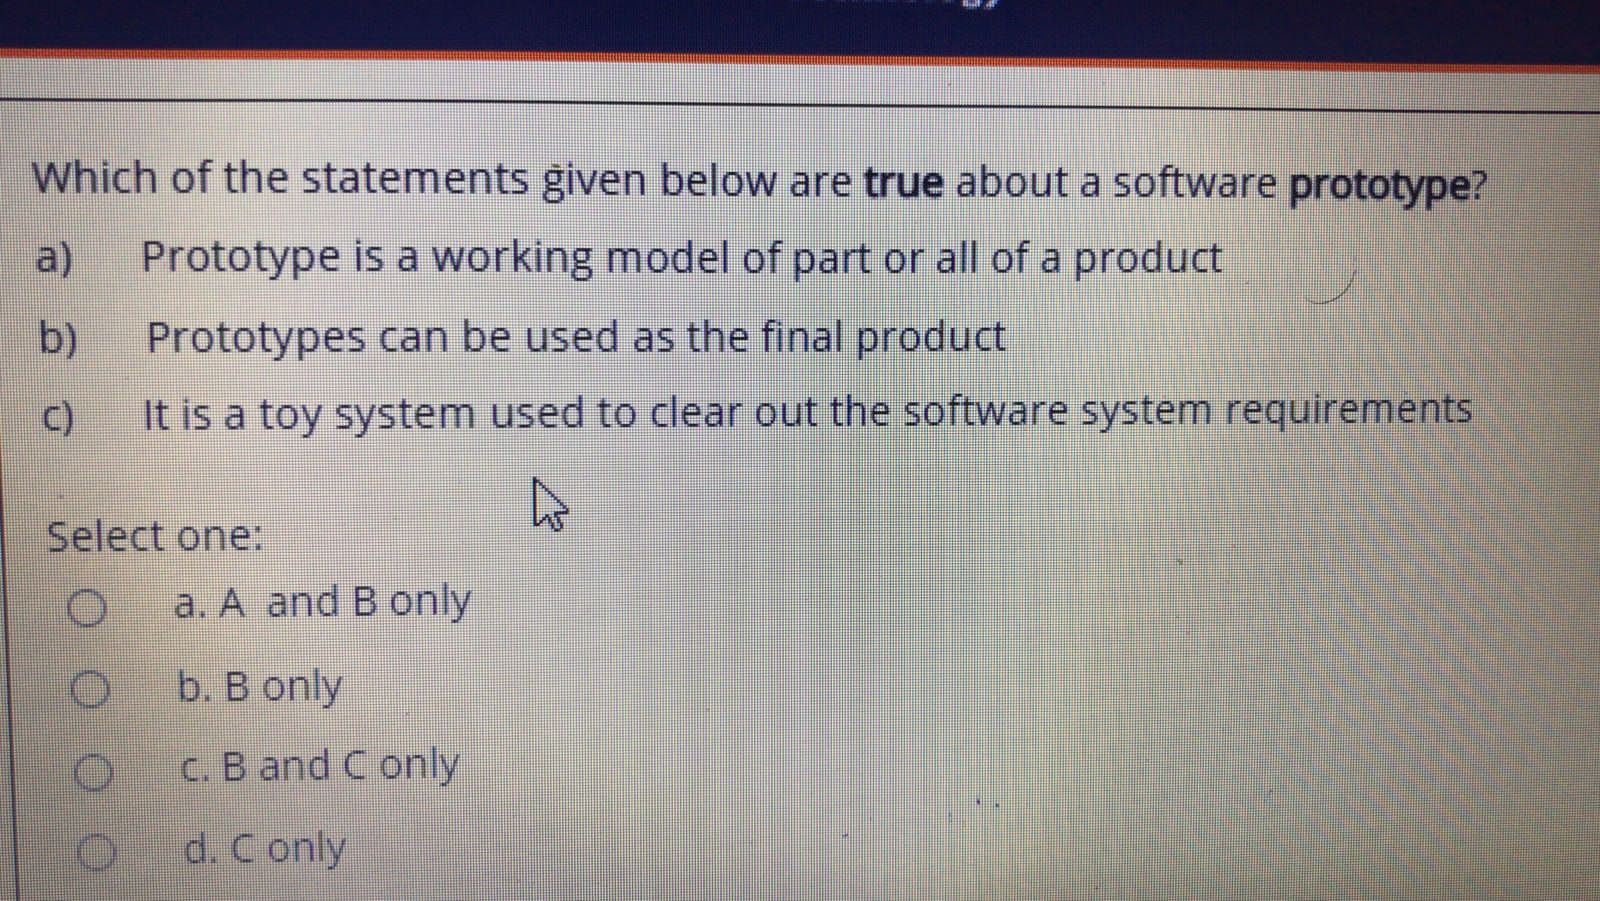 Which of the statements given below are true about a software prototype?
a) Prototype is a working model of part or all of a product
b) Prototypes can be used as the final product
c) It is a toy system used to clear out the software system requirements
Select one:
a. A and B only
b. B only
c. B and C only
d. C only